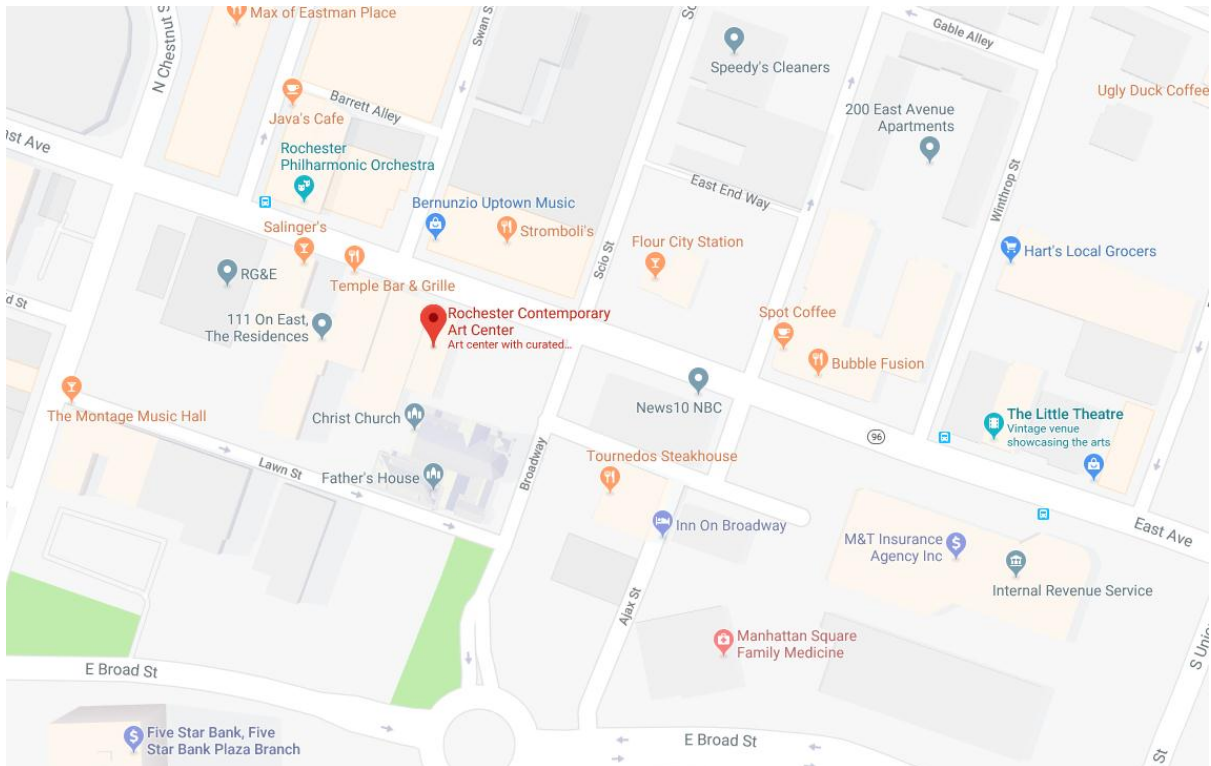 Max of Eastman Place
N Chestnut S
Swan S
Sc
Gable Alley
Speedy's Cleaners
Ugly Duck Coffee
Barrett Alley
Java's Cafe
200 East Avenue
Apartments
ast Ave
Rochester
Philharmonic Orchestra
East End Way
Winthrop St
Bernunzio Uptown Music
Stromboli's
Salinger's
Flour City Station
Scio St
Hart's Local Grocers
RG&E
Temple Bar & Grille
d St
111 On East,
The Residences
Rochester Contemporary
Art Center
Art center with curated...
Spot Coffee
Bubble Fusion
The Montage Music Hall
Christ Church
News10 NBC
The Little Theatre
Vintage venue
showcasing the arts
96
Lawn St
Father's House
Broadway
Tournedos Steakhouse
Inn On Broadway
East Ave
M&T Insurance
Agency Inc
Internal Revenue Service
Ajax St
Manhattan Square
Family Medicine
S Unio
St
E Broad St
E Broad St
Five Star Bank, Five
Star Bank Plaza Branch